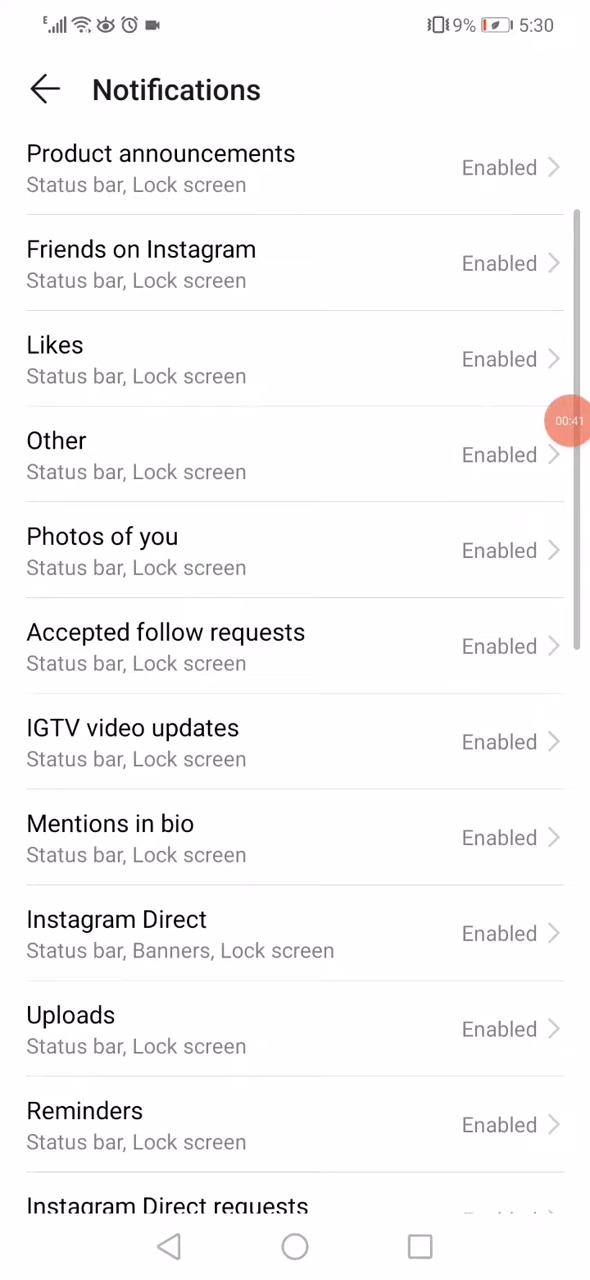 E 9% 5:30
Notifications
Product announcements
Status bar, Lock screen
Enabled
Friends on Instagram
Status bar, Lock screen
Enabled
Likes
Status bar, Lock screen
Enabled
00:41
Other
Status bar, Lock screen
Enabled
Photos of you
Status bar, Lock screen
Enabled
Accepted follow requests
Status bar, Lock screen
Enabled
IGTV video updates
Status bar, Lock screen
Enabled
Mentions in bio
Status bar, Lock screen
Enabled
Instagram Direct
Status bar, Banners, Lock screen
Enabled
Uploads
Status bar, Lock screen
Enabled
Reminders
Status bar, Lock screen
Enabled
Instagram Direct requests